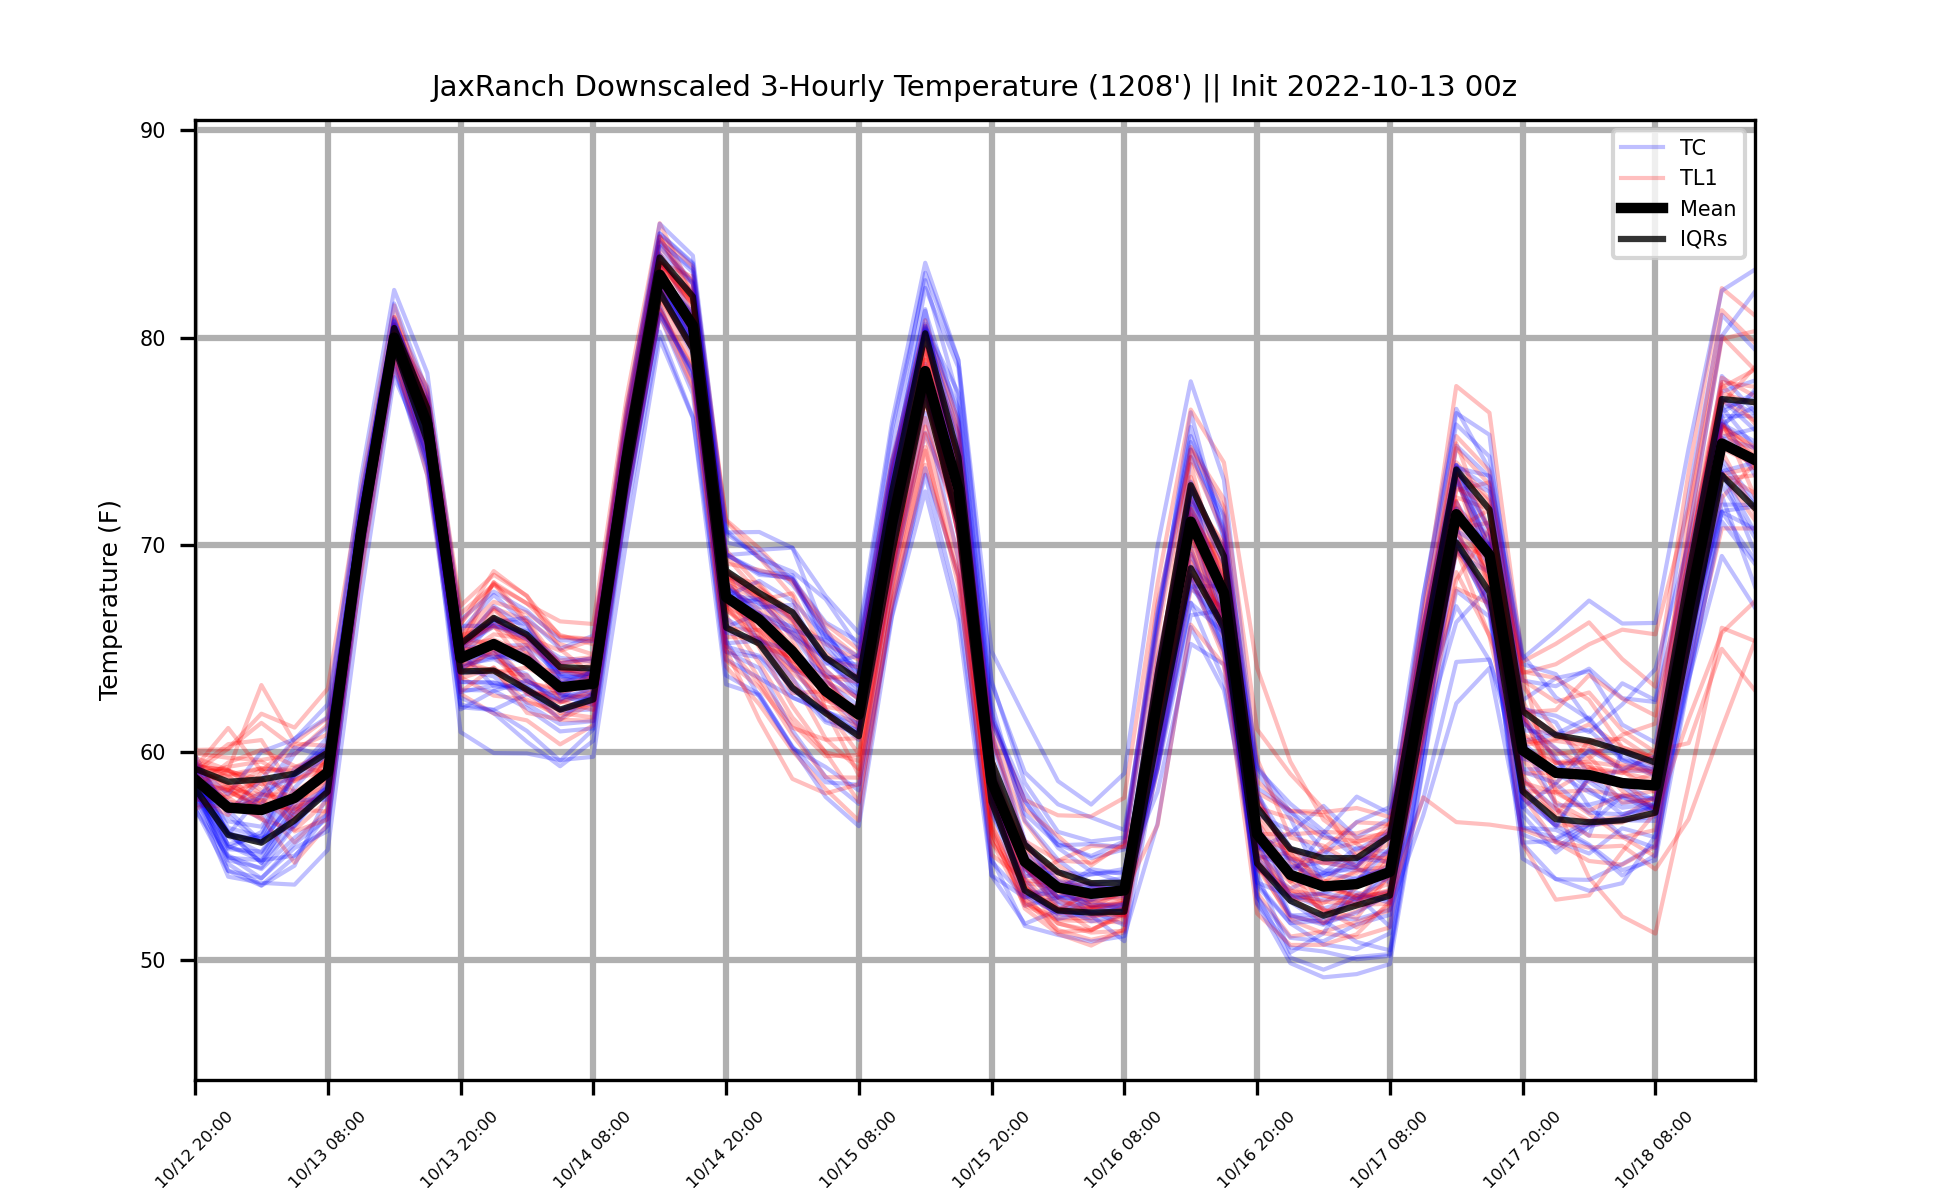 JaxRanch Downscaled 3-Hourly Temperature (1208') || Init 2022-10-13 00z
TC
TL1
Mean
IQRs
Temperature (F)
90
80
70
60
50
10/12 20:00
10/13 08:00
10/13 20:00
10/14 08:00
10/14 20:00
10/15 08:00
10/15 20:00
10/16 08:00
10/16 20:00
10/17 08:00
10/17 20:00
10/18 08:00